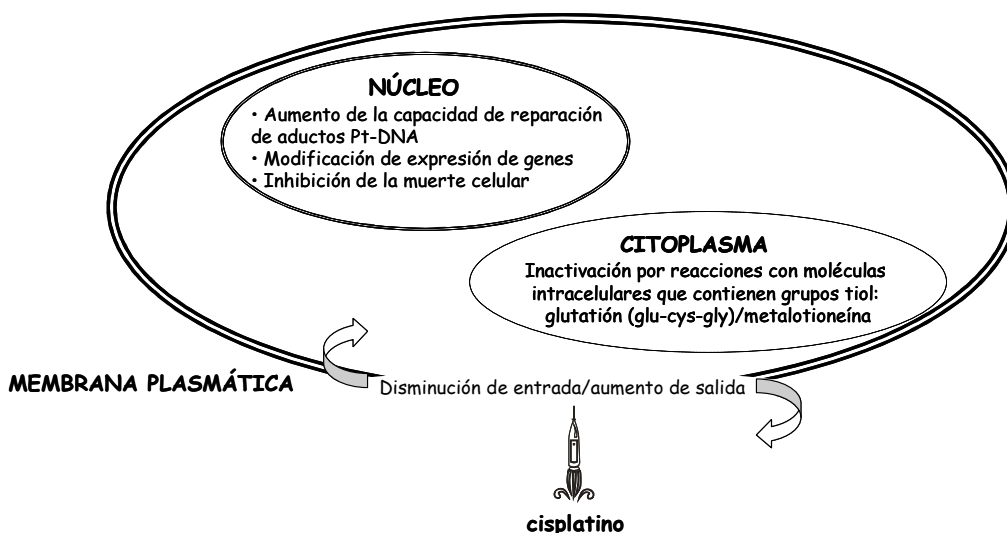 NÚCLEO
• Aumento de la capacidad de reparación
de aductos Pt-DNA
• Modificación de expresión de genes
• Inhibición de la muerte celular
CITOPLASMA
Inactivación por reacciones con moléculas
intracelulares que contienen grupos tiol:
glutatión (glu-cys-gly)/metalotioneína
MEMBRANA PLASMÁTICA
Disminución de entrada/aumento de salida
cisplatino